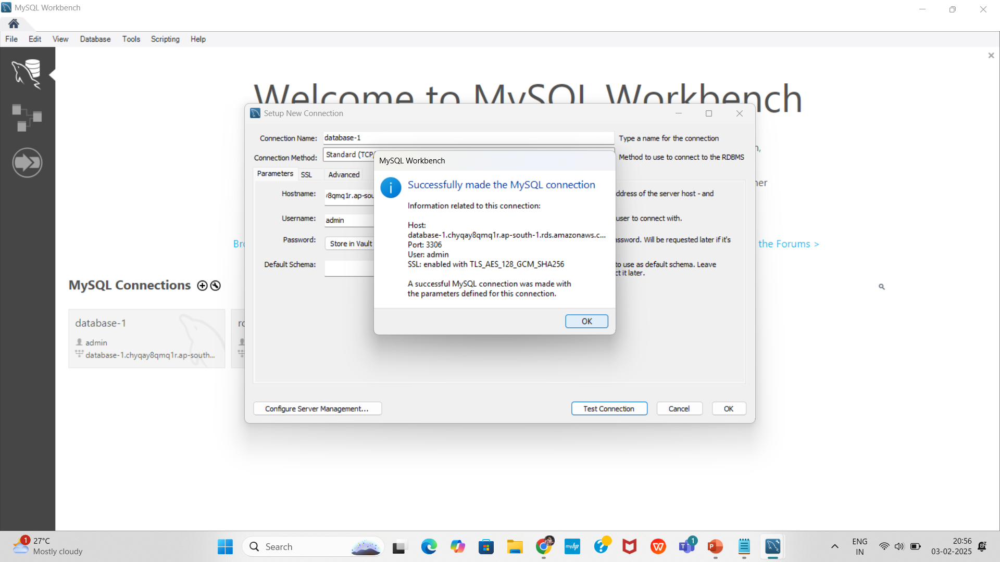 MySQL Workbench
File Edit View Database Tools Scripting Help
Welcome to MySQL Workbench
Setup New Connection
Connection Name: database-1 Type a name for the connection
Connection Method: Standard (TCP/ Method to use to connect to the RDBMS
Parameters SSL Advanced
Hostname: y8qmq1r.ap-sou ddress of the server host - and
Username: admin user to connect with.
Password: Store in Vault assword. Will be requested later if it's
Default Schema: to use as default schema. Leave
ct it later.
MySQL Workbench
Successfully made the MySQL connection
Information related to this connection:
Host:
database-1.chyqay8qmq1r.ap-south-1.rds.amazonaws.c...
Port: 3306
User: admin
SSL: enabled with TLS_AES_128_GCM_SHA256
A successful MySQL connection was made with
the parameters defined for this connection.
OK
Configure Server Management... Test Connection Cancel OK
n,
ner
Bro the Forums >
MySQL Connections
database-1
admin
database-1.chyqay8qmq1r.ap-south...
1 27°C
Mostly cloudy
Search
myhp
1
ENG
IN
20:56
03-02-2025